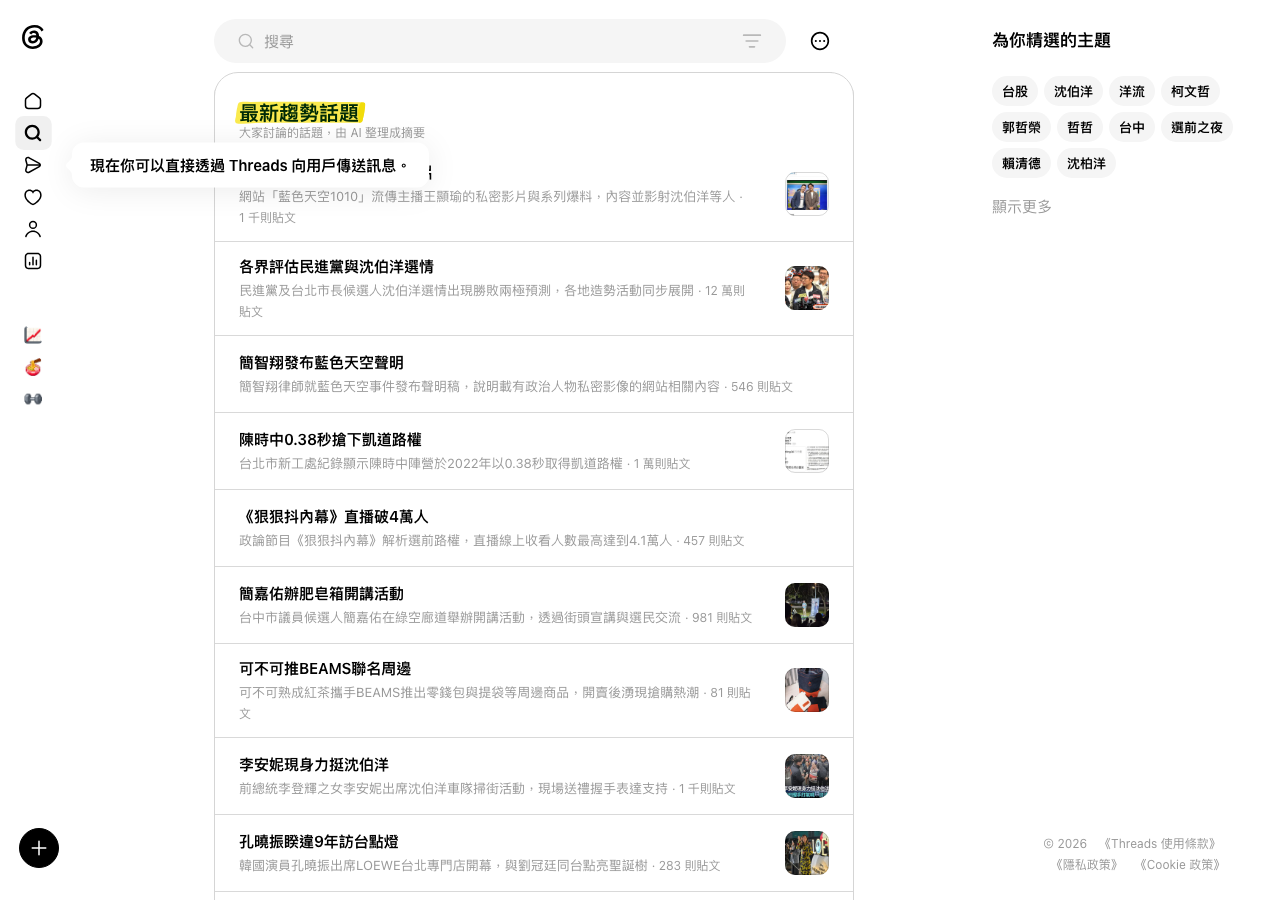 搜尋
最新趨勢話題
大家討論的話題，由 AI 整理成摘要
現在你可以直接透過 Threads 向用戶傳送訊息。
網站「藍色天空1010」流傳主播王顯瑜的私密影片與系列爆料，內容並影射沈伯洋等人 ·
1 千則貼文
各界評估民進黨與沈伯洋選情
民進黨及台北市長候選人沈伯洋選情出現勝敗兩極預測，各地造勢活動同步展開 · 12 萬則
貼文
簡智翔發布藍色天空聲明
簡智翔律師就藍色天空事件發布聲明稿，說明載有政治人物私密影像的網站相關內容 · 546 則貼文
陳時中0.38秒搶下凱道路權
台北市新工處紀錄顯示陳時中陣營於2022年以0.38秒取得凱道路權 · 1 萬則貼文
《狠狠抖內幕》直播破4萬人
政論節目《狠狠抖內幕》解析選前路權，直播線上收看人數最高達到4.1萬人 · 457 則貼文
簡嘉佑辦肥皂箱開講活動
台中市議員候選人簡嘉佑在綠空廊道舉辦開講活動，透過街頭宣講與選民交流 · 981 則貼文
可不可推BEAMS聯名周邊
可不可熟成紅茶攜手BEAMS推出零錢包與提袋等周邊商品，開賣後湧現搶購熱潮 · 81 則貼
文
李安妮現身力挺沈伯洋
前總統李登輝之女李安妮出席沈伯洋車隊掃街活動，現場送禮握手表達支持 · 1 千則貼文
孔曉振睽違9年訪台點燈
韓國演員孔曉振出席LOEWE台北專門店開幕，與劉冠廷同台點亮聖誕樹 · 283 則貼文
為你精選的主題
台股 沈伯洋 洋流 柯文哲
郭哲榮 哲哲 台中 選前之夜
賴清德 沈柏洋
顯示更多
© 2026 《Threads 使用條款》
《隱私政策》 《Cookie 政策》